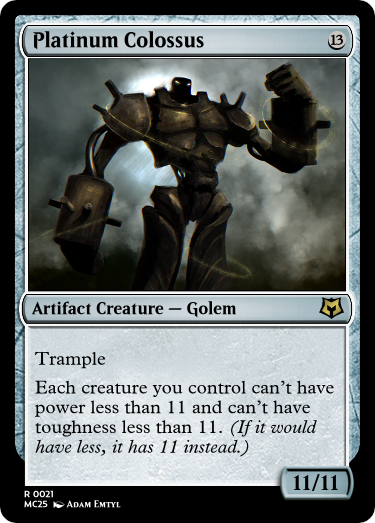 Platinum Colossus 13
Artifact Creature — Golem
Trample
Each creature you control can't have
power less than 11 and can't have
toughness less than 11. (If it would
have less, it has 11 instead.)
11/11
R 0021
MC25 Adam Emtyl